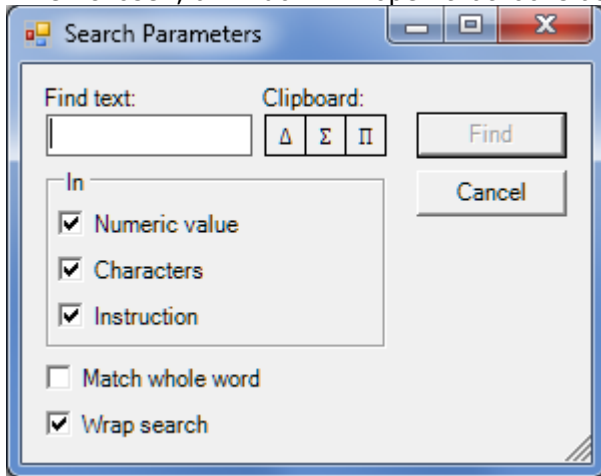 Search Parameters
Find text: Clipboard:
Δ Σ Π Find
In Cancel
Numeric value
Characters
Instruction
Match whole word
Wrap search